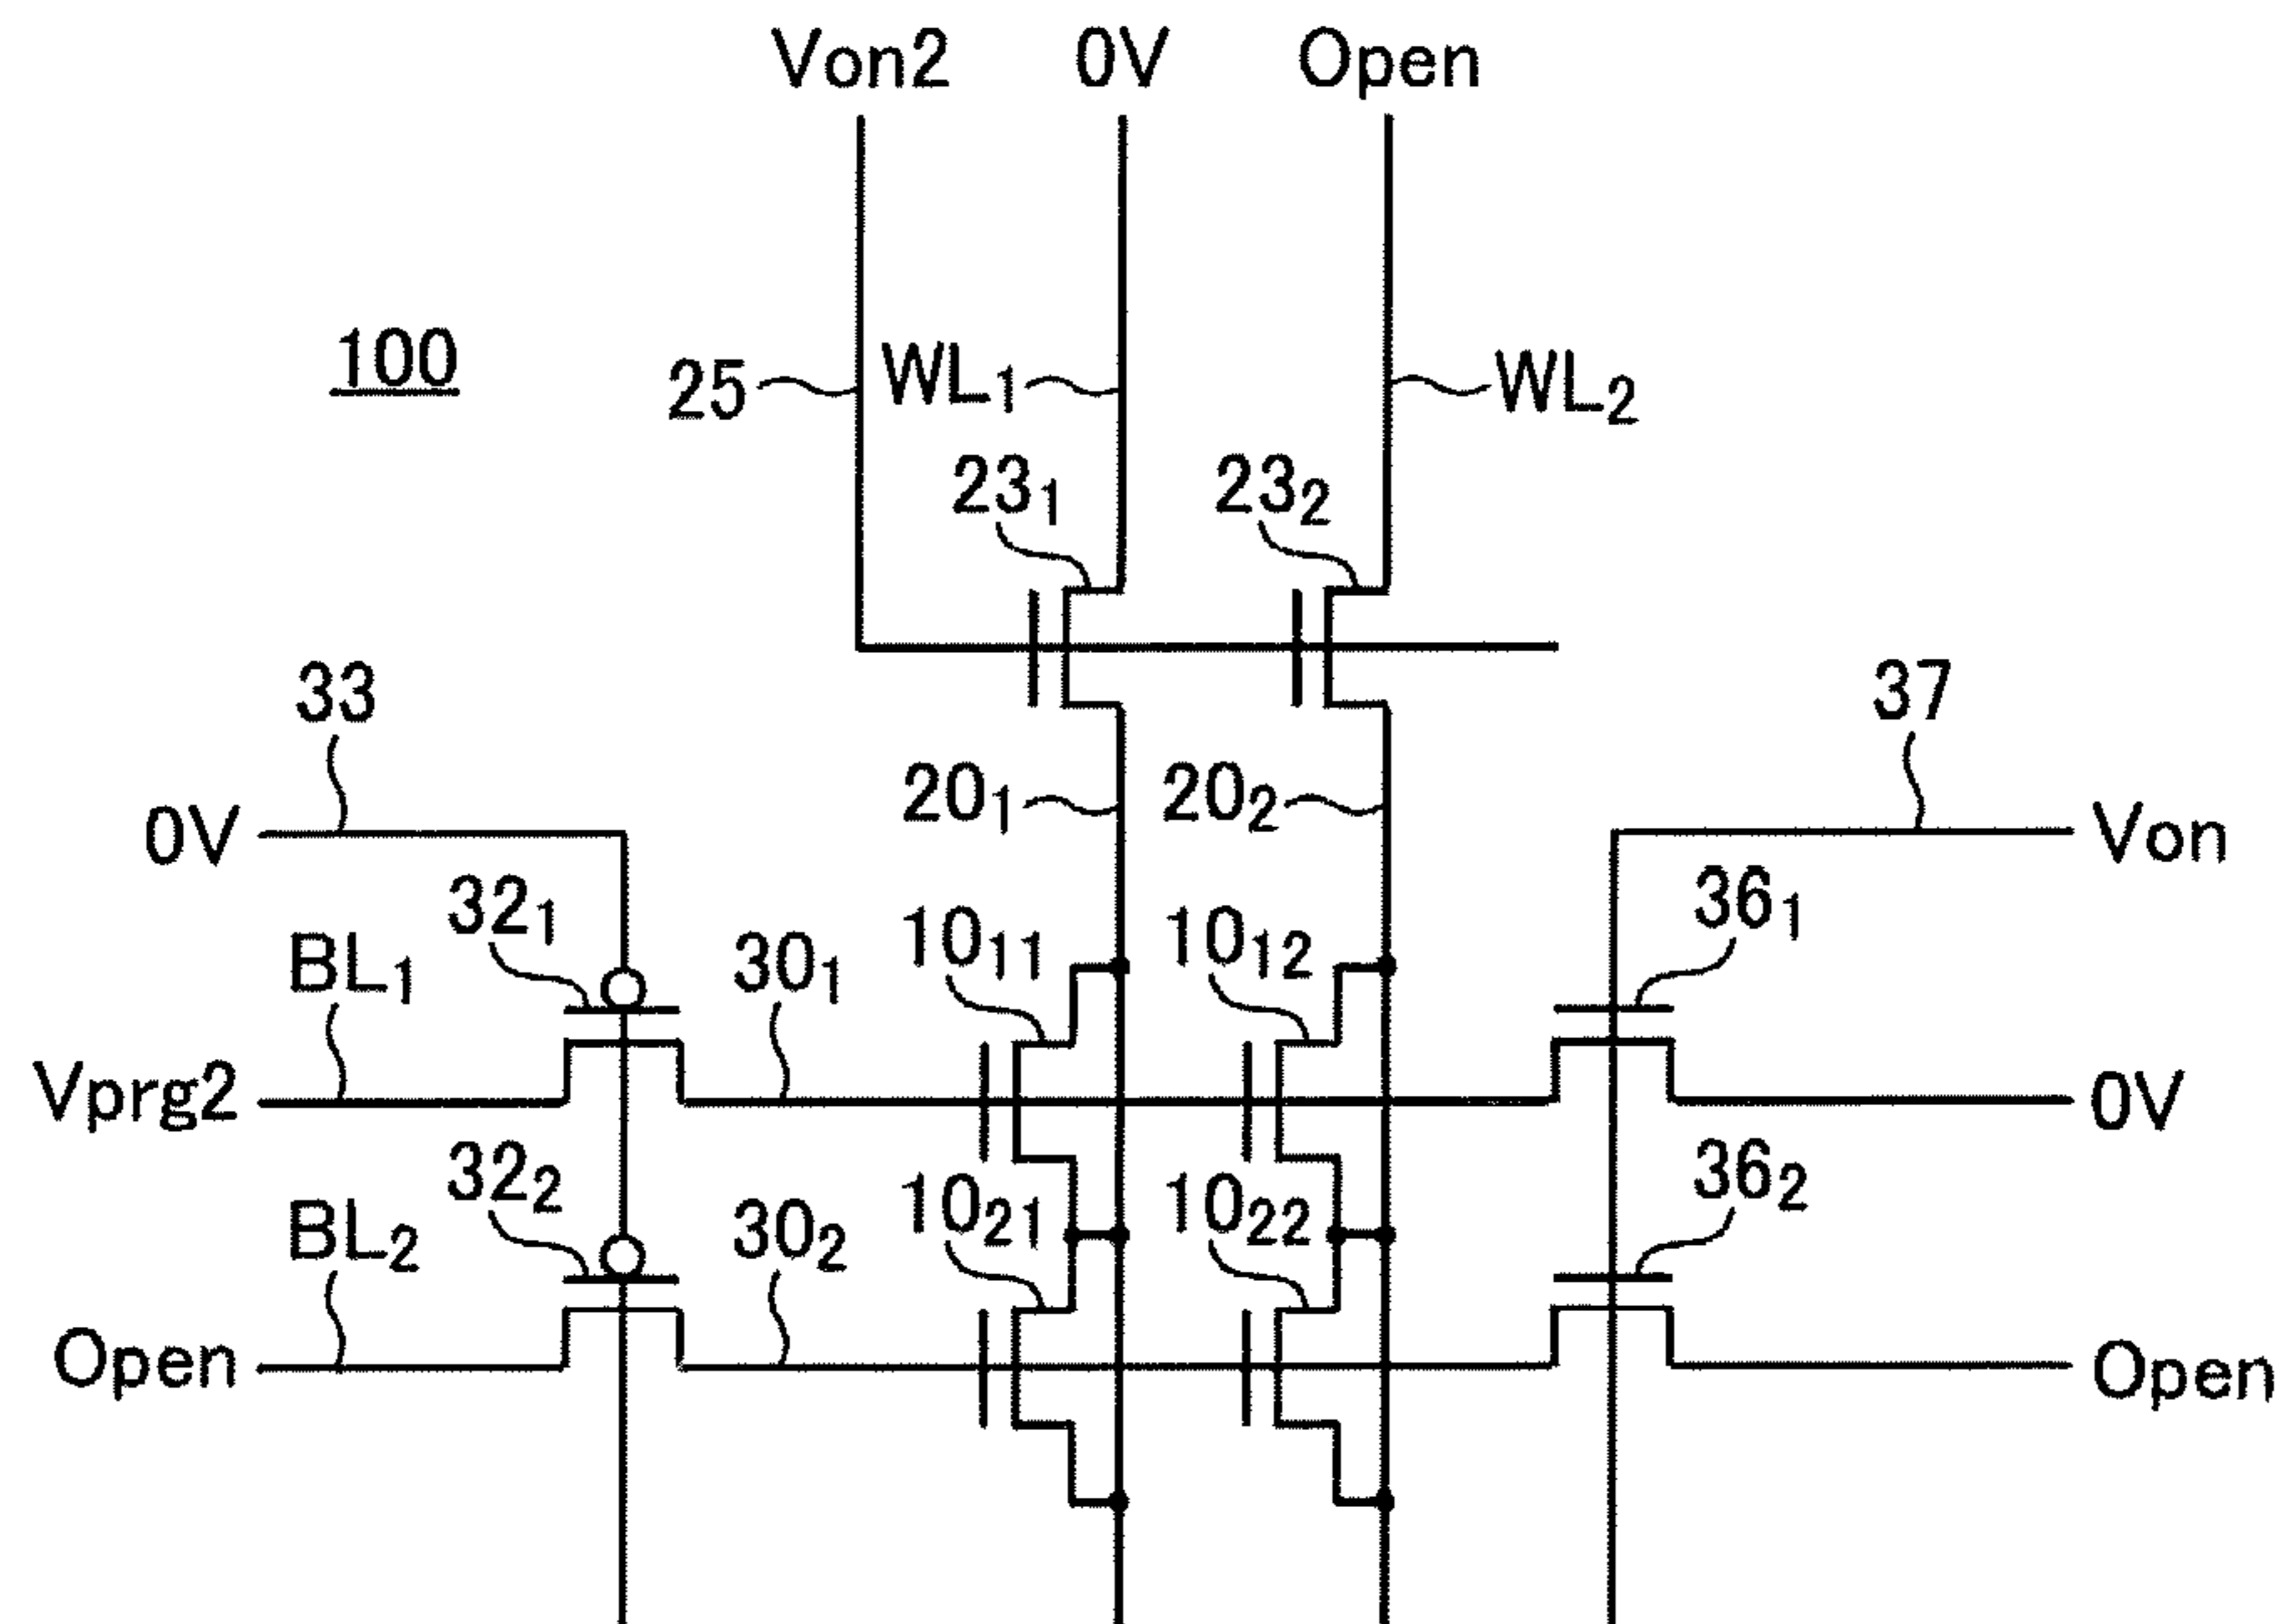 Von2 0V Open
100
25 WL₁ WL₂
23₁ 23₂
33 37
20₁ 20₂
0V Von
32₁ 36₁
BL₁ 30₁ 10₁₁ 10₁₂
Vprg2 0V
32₂ 36₂
BL₂ 30₂ 10₂₁ 10₂₂
Open Open